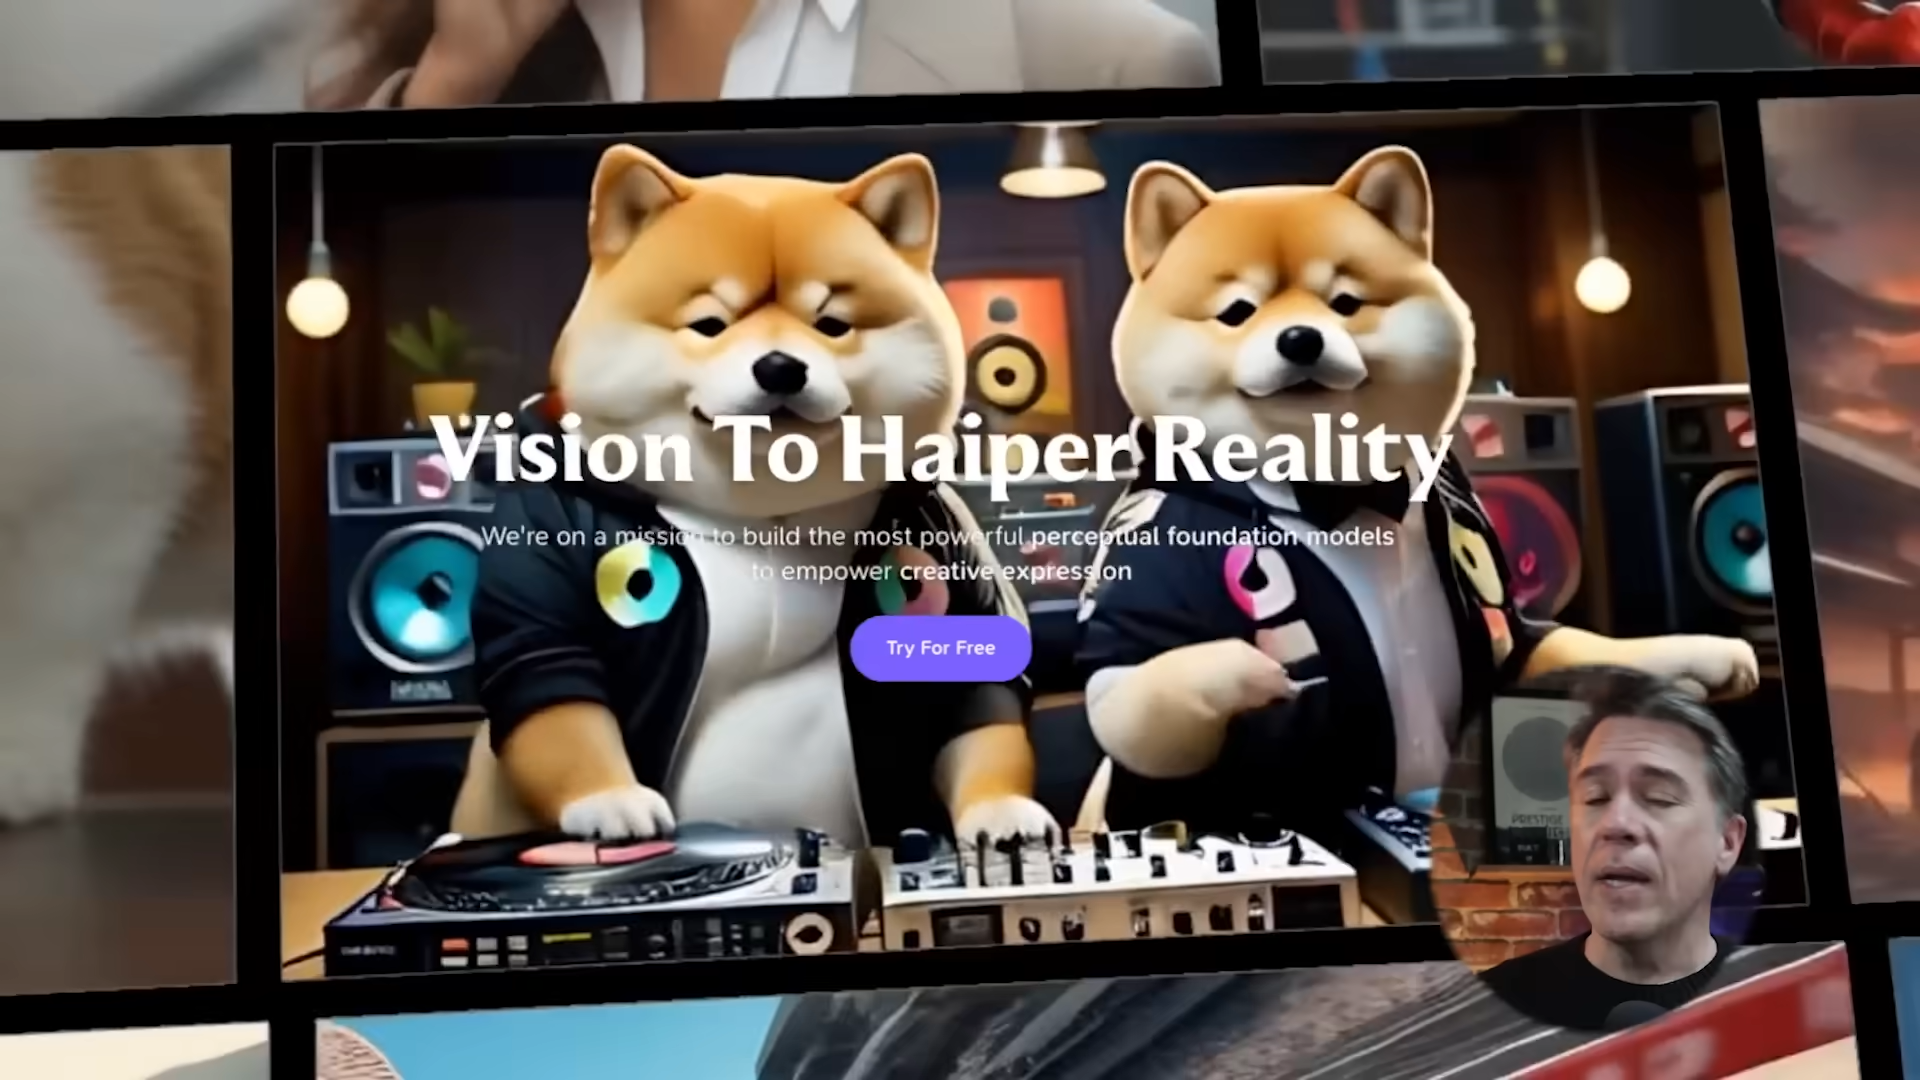 Vision To Haiper Reality
We're on a mission to build the most powerful perceptual foundation models
to empower creative expression
Try For Free
PRESTIGE